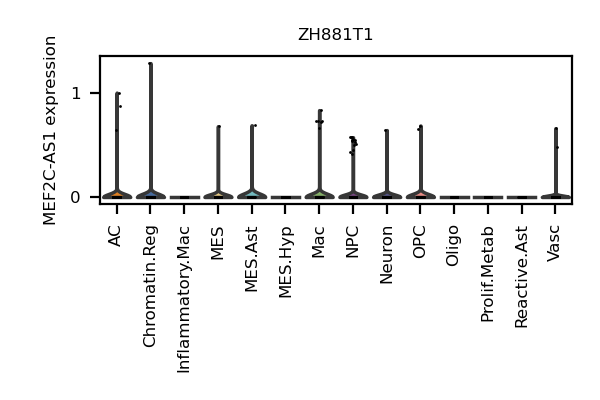 ZH881T1
MEF2C-AS1 expression
1
0
AC
Chromatin.Reg
Inflammatory.Mac
MES
MES.Ast
MES.Hyp
Mac
NPC
Neuron
OPC
Oligo
Prolif.Metab
Reactive.Ast
Vasc